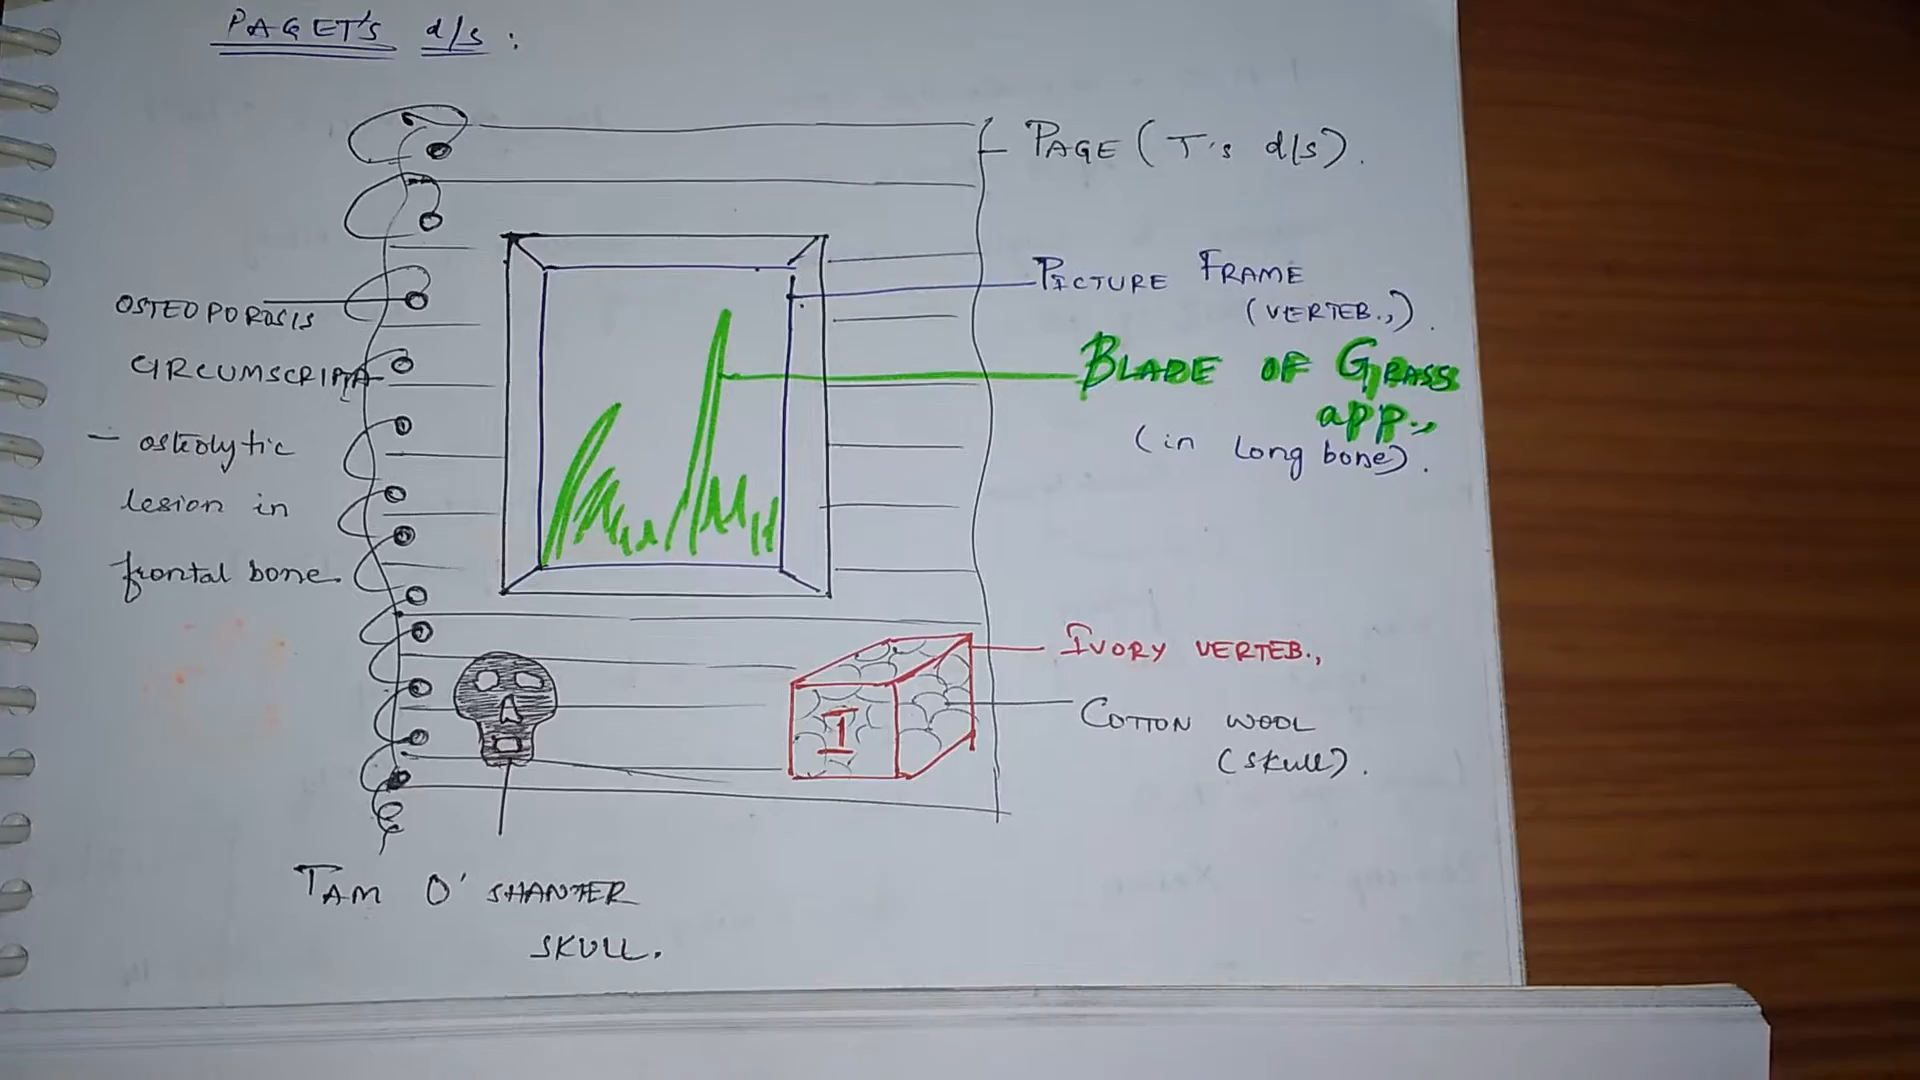 PAGET'S d/s :
PAGE (T's d/s).
PICTURE FRAME
(VERTEB.,).
BLADE OF GRASS
app.,
(in long bone).
OSTEOPOROSIS
CIRCUMSCRIPTA
- osteolytic
lesion in
frontal bone.
IVORY VERTEB.,
I
COTTON WOOL
(skull).
TAM O' SHANTER
SKULL.